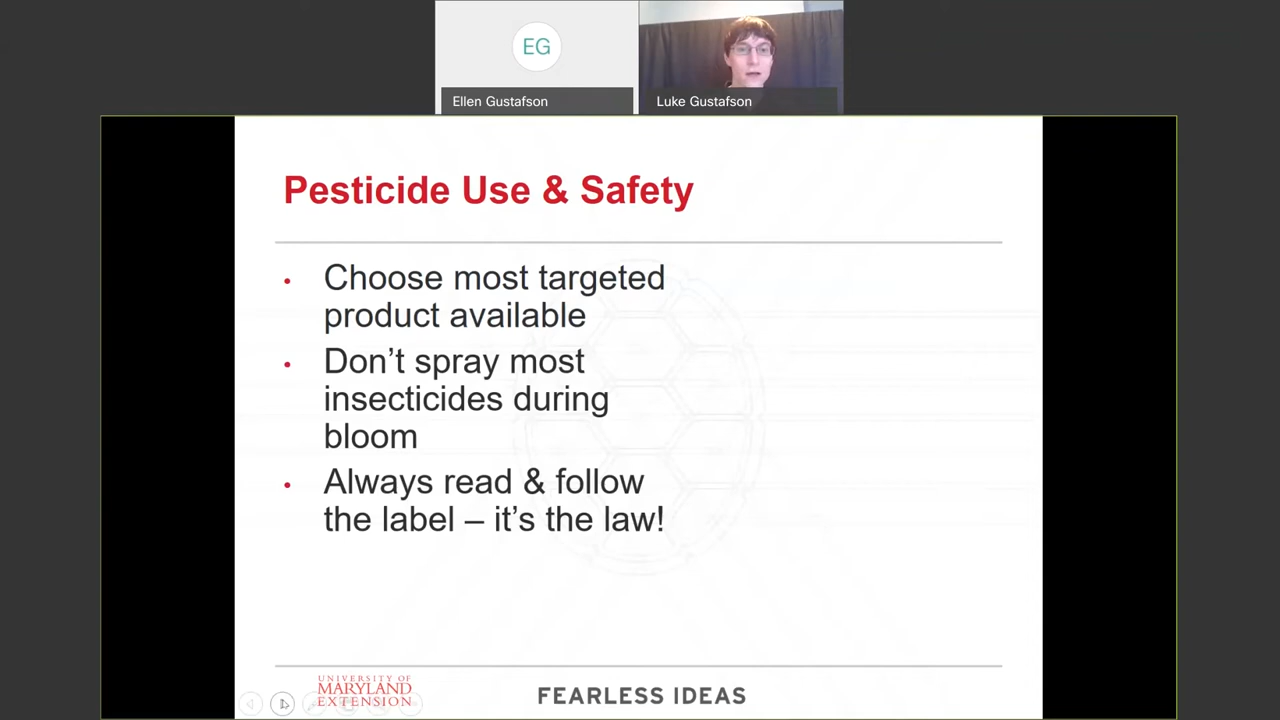 EG
Ellen Gustafson
Luke Gustafson
Pesticide Use & Safety
• Choose most targeted
product available
• Don’t spray most
insecticides during
bloom
• Always read & follow
the label – it’s the law!
UNIVERSITY OF
MARYLAND
EXTENSION
FEARLESS IDEAS